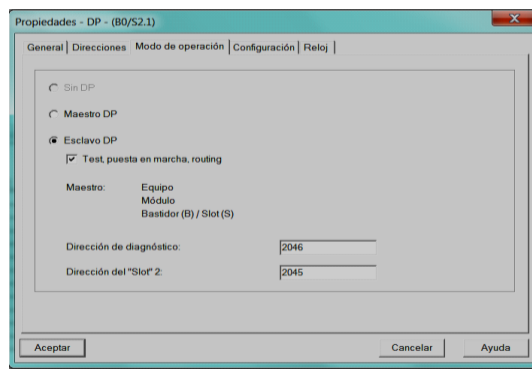 Propiedades - DP - (B0/S2.1)
General Direcciones Modo de operación Configuración Reloj
Sin DP
Maestro DP
Esclavo DP
Test, puesta en marcha, routing
Maestro: Equipo
Módulo
Bastidor (B) / Slot (S)
Dirección de diagnóstico: 2046
Dirección del "Slot" 2: 2045
Aceptar Cancelar Ayuda